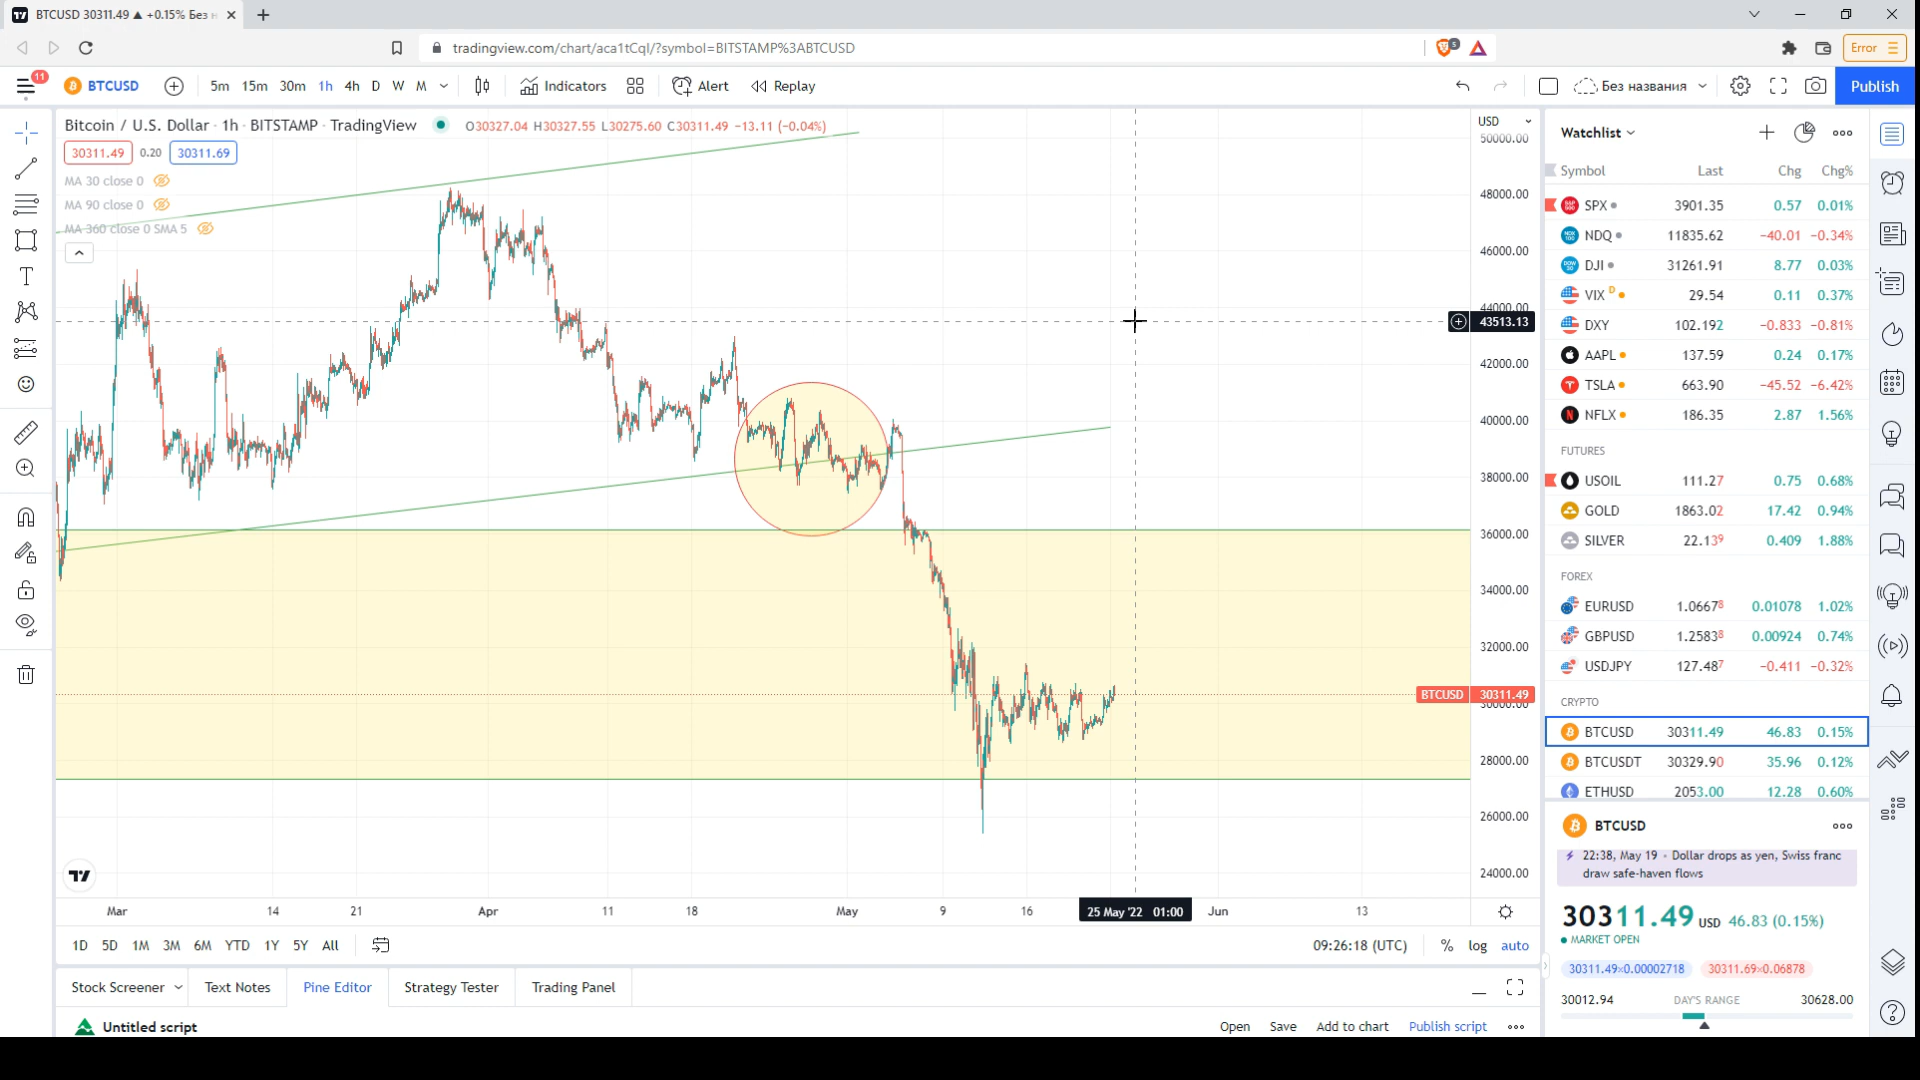 BTCUSD 30311.49 ▲ +0.15% Без н
tradingview.com/chart/aca1tCql/?symbol=BITSTAMP%3ABTCUSD
5
Error
11
BTCUSD
5m 15m 30m 1h 4h D W M
Indicators
Alert
Replay
Без названия
Publish
Bitcoin / U.S. Dollar · 1h · BITSTAMP · TradingView
O30327.04 H30327.55 L30275.60 C30311.49 −13.11 (−0.04%)
30311.49 0.20 30311.69
MA 30 close 0
MA 90 close 0
MA 360 close 0 SMA 5
USD
50000.00
48000.00
46000.00
44000.00
43513.13
42000.00
40000.00
38000.00
36000.00
34000.00
32000.00
BTCUSD 30311.49
30000.00
28000.00
26000.00
24000.00
Mar 14 21 Apr 11 18 May 9 16 25 May '22 01:00 Jun 13
1D 5D 1M 3M 6M YTD 1Y 5Y All
09:26:18 (UTC) % log auto
Stock Screener Text Notes Pine Editor Strategy Tester Trading Panel
Untitled script
Open Save Add to chart Publish script
Watchlist
Symbol Last Chg Chg%
SPX 3901.35 0.57 0.01%
NDQ 11835.62 −40.01 −0.34%
DJI 31261.91 8.77 0.03%
VIX D 29.54 0.11 0.37%
DXY 102.192 −0.833 −0.81%
AAPL 137.59 0.24 0.17%
TSLA 663.90 −45.52 −6.42%
NFLX 186.35 2.87 1.56%
FUTURES
USOIL 111.27 0.75 0.68%
GOLD 1863.02 17.42 0.94%
SILVER 22.139 0.409 1.88%
FOREX
EURUSD 1.06678 0.01078 1.02%
GBPUSD 1.25838 0.00924 0.74%
USDJPY 127.487 −0.411 −0.32%
CRYPTO
BTCUSD 30311.49 46.83 0.15%
BTCUSDT 30329.90 35.96 0.12%
ETHUSD 2053.00 12.28 0.60%
BTCUSD
22:38, May 19 · Dollar drops as yen, Swiss franc
draw safe-haven flows
30311.49 USD 46.83 (0.15%)
MARKET OPEN
30311.49×0.00002718 30311.69×0.06878
30012.94 DAY'S RANGE 30628.00